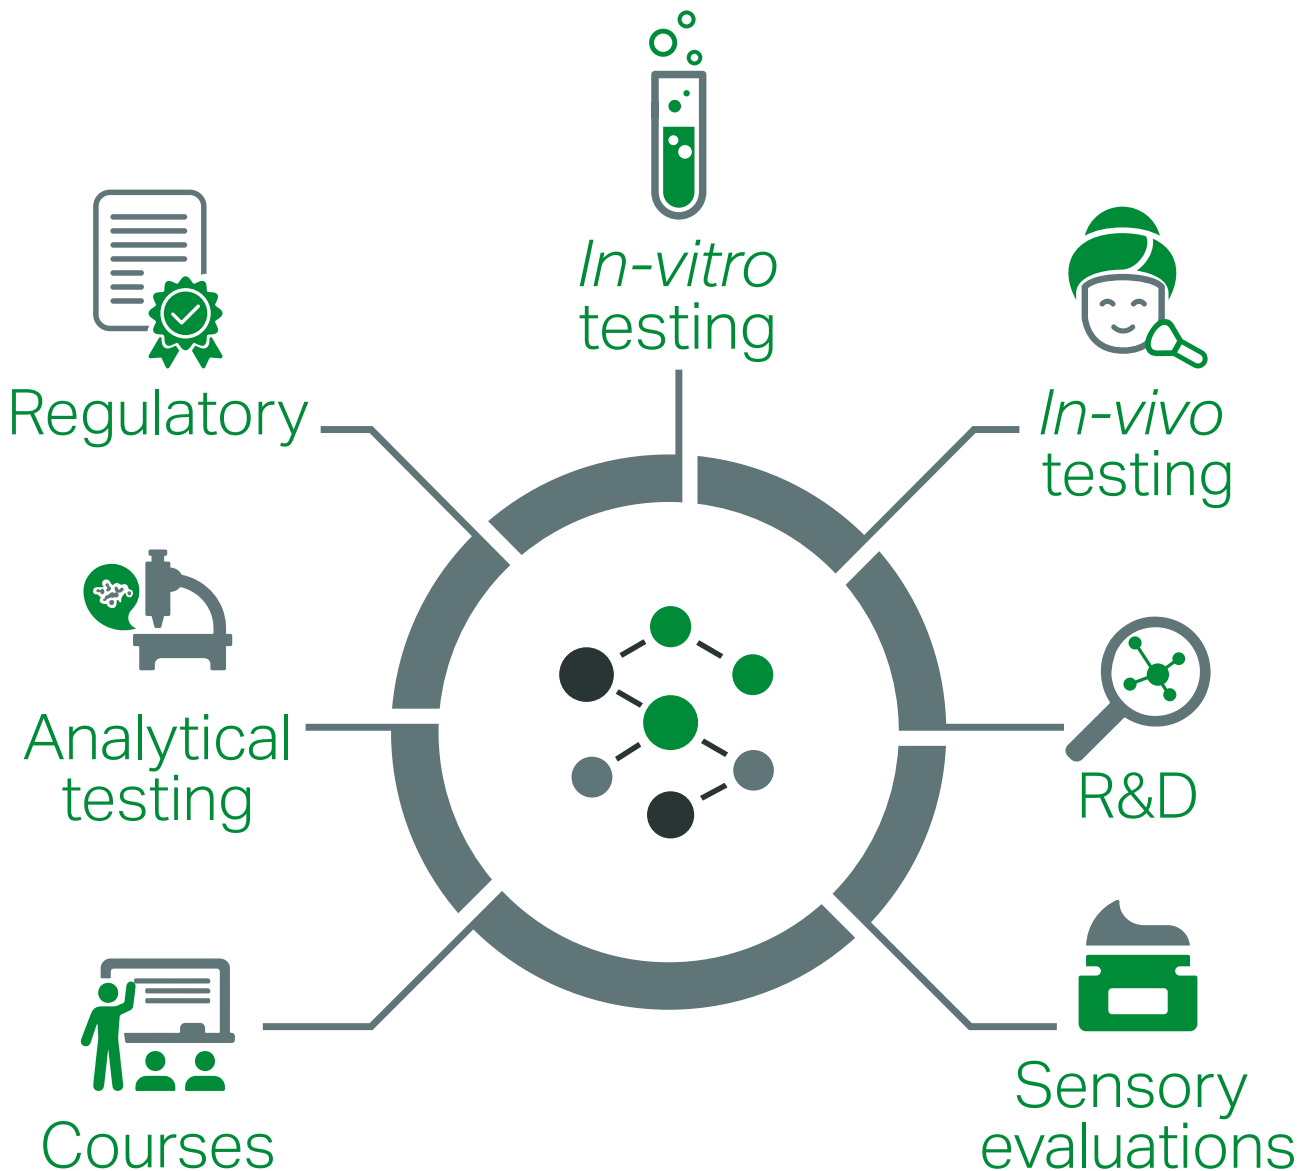 In-vitro
testing
Regulatory
In-vivo
testing
Analytical
testing
R&D
Courses
Sensory
evaluations